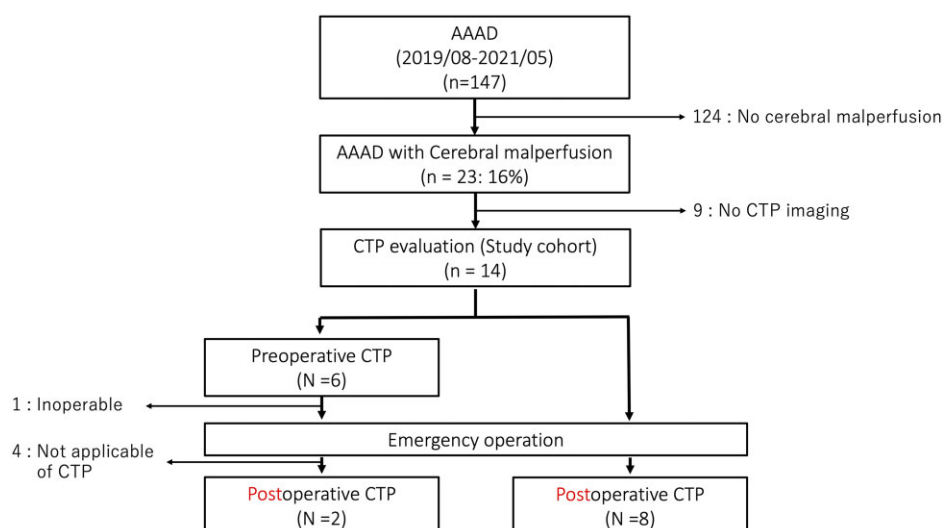 AAAD
(2019/08-2021/05)
(n=147)
124 : No cerebral malperfusion
AAAD with Cerebral malperfusion
(n = 23: 16%)
9 : No CTP imaging
CTP evaluation (Study cohort)
(n = 14)
Preoperative CTP
(N =6)
1 : Inoperable
Emergency operation
4 : Not applicable
of CTP
Postoperative CTP
(N =2)
Postoperative CTP
(N =8)